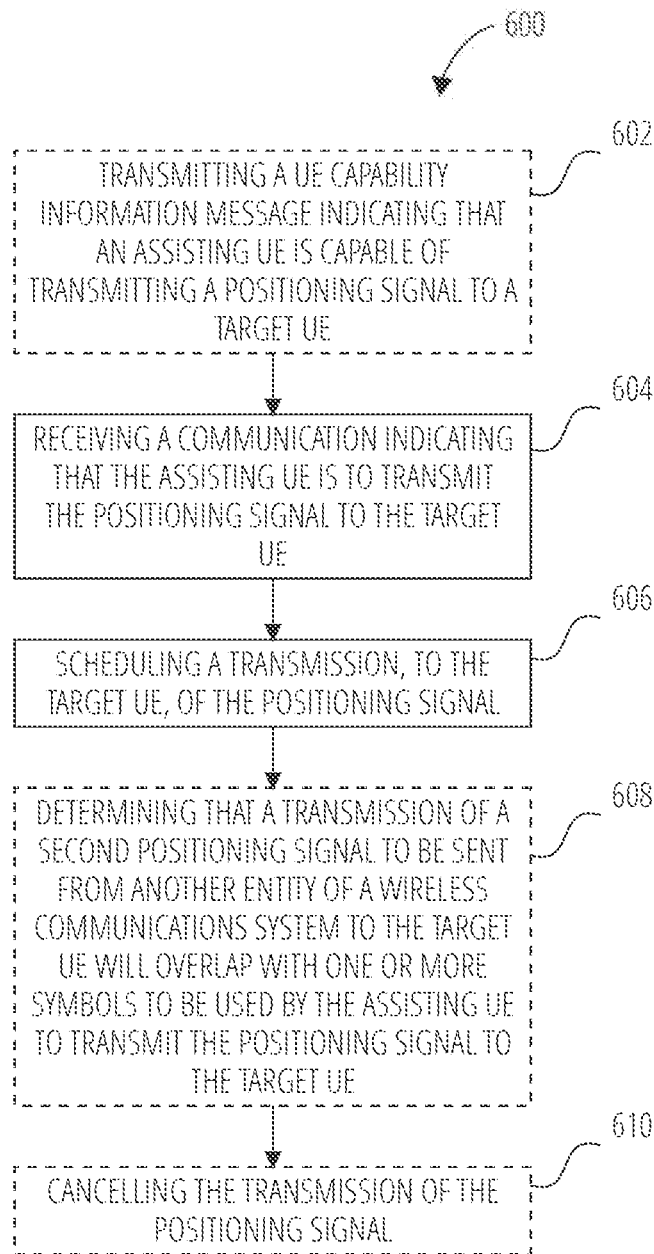 600
602
TRANSMITTING A UE CAPABILITY
INFORMATION MESSAGE INDICATING THAT
AN ASSISTING UE IS CAPABLE OF
TRANSMITTING A POSITIONING SIGNAL TO A
TARGET UE
604
RECEIVING A COMMUNICATION INDICATING
THAT THE ASSISTING UE IS TO TRANSMIT
THE POSITIONING SIGNAL TO THE TARGET
UE
606
SCHEDULING A TRANSMISSION, TO THE
TARGET UE, OF THE POSITIONING SIGNAL
608
DETERMINING THAT A TRANSMISSION OF A
SECOND POSITIONING SIGNAL TO BE SENT
FROM ANOTHER ENTITY OF A WIRELESS
COMMUNICATIONS SYSTEM TO THE TARGET
UE WILL OVERLAP WITH ONE OR MORE
SYMBOLS TO BE USED BY THE ASSISTING UE
TO TRANSMIT THE POSITIONING SIGNAL TO
THE TARGET UE
610
CANCELLING THE TRANSMISSION OF THE
POSITIONING SIGNAL